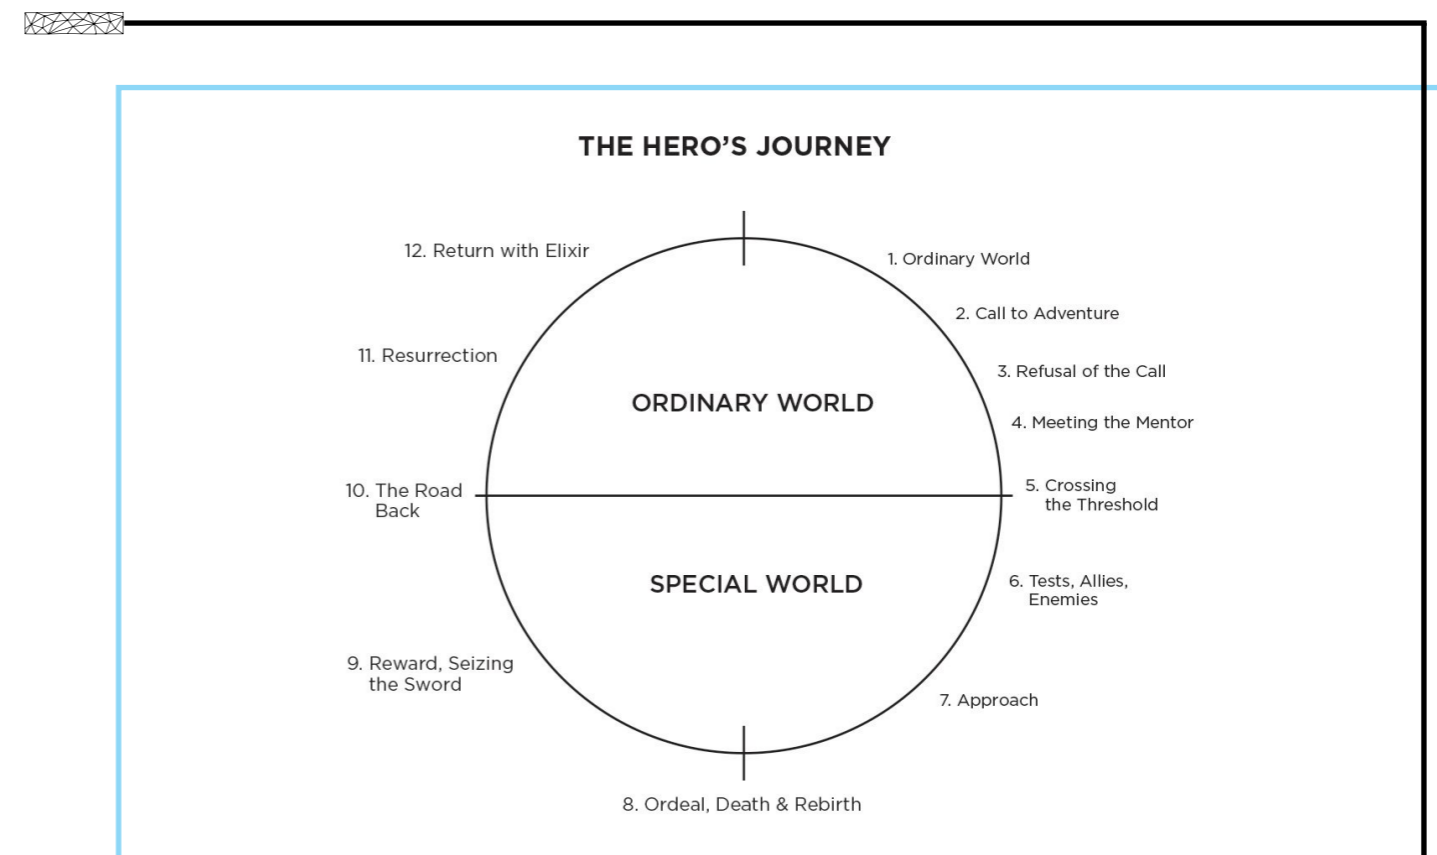 THE HERO’S JOURNEY
12. Return with Elixir
1. Ordinary World
2. Call to Adventure
11. Resurrection
3. Refusal of the Call
ORDINARY WORLD
4. Meeting the Mentor
10. The Road
Back
5. Crossing
the Threshold
SPECIAL WORLD
6. Tests, Allies,
Enemies
9. Reward, Seizing
the Sword
7. Approach
8. Ordeal, Death & Rebirth